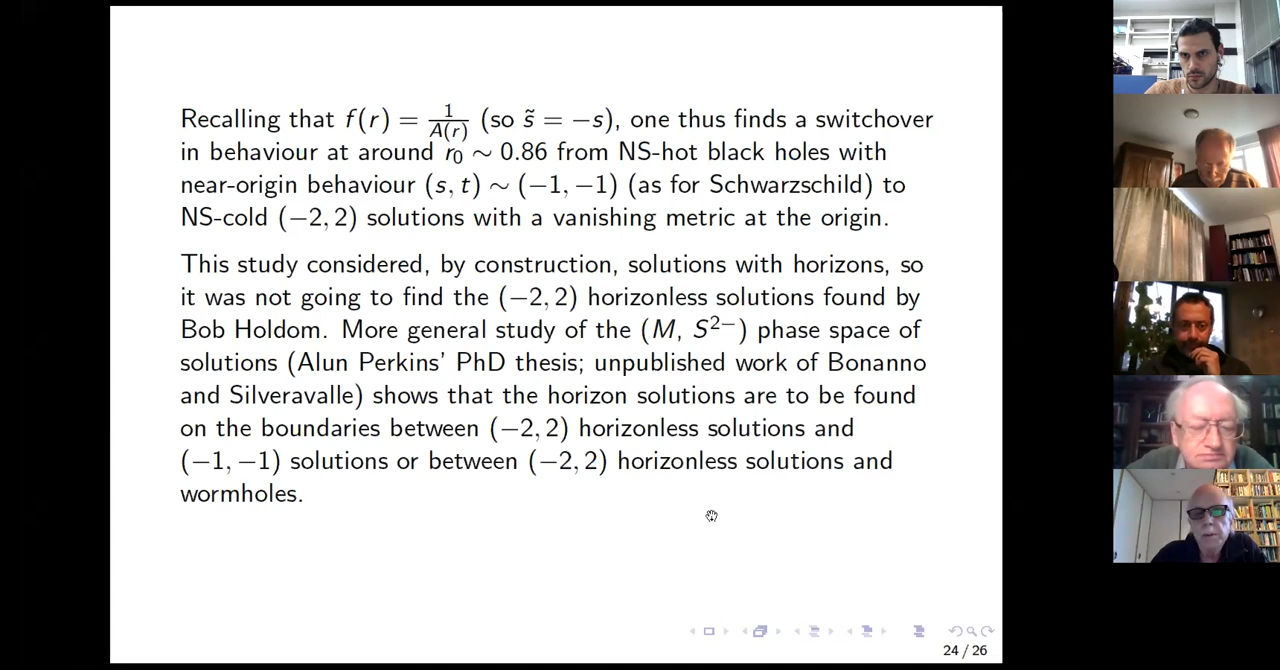 Recalling that f(r) = 1/A(r) (so s̃ = −s), one thus finds a switchover
in behaviour at around r₀ ∼ 0.86 from NS-hot black holes with
near-origin behaviour (s, t) ∼ (−1, −1) (as for Schwarzschild) to
NS-cold (−2, 2) solutions with a vanishing metric at the origin.
This study considered, by construction, solutions with horizons, so
it was not going to find the (−2, 2) horizonless solutions found by
Bob Holdom. More general study of the (M, S²⁻) phase space of
solutions (Alun Perkins' PhD thesis; unpublished work of Bonanno
and Silveravalle) shows that the horizon solutions are to be found
on the boundaries between (−2, 2) horizonless solutions and
(−1, −1) solutions or between (−2, 2) horizonless solutions and
wormholes.
24 / 26